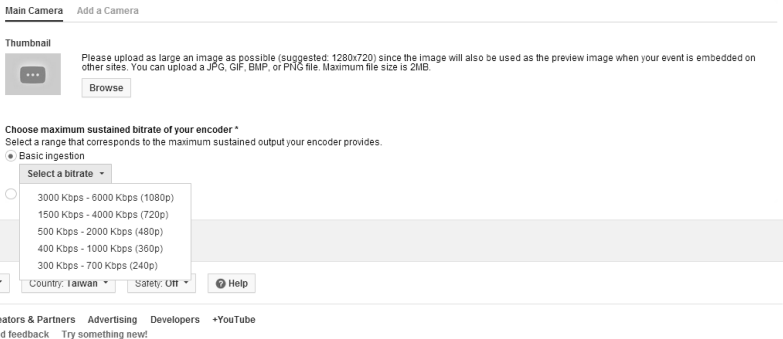 Main Camera Add a Camera
Thumbnail
Please upload as large an image as possible (suggested: 1280x720) since the image will also be used as the preview image when your event is embedded on
other sites. You can upload a JPG, GIF, BMP, or PNG file. Maximum file size is 2MB.
Browse
Choose maximum sustained bitrate of your encoder *
Select a range that corresponds to the maximum sustained output your encoder provides.
Basic ingestion
Select a bitrate
3000 Kbps - 6000 Kbps (1080p)
1500 Kbps - 4000 Kbps (720p)
500 Kbps - 2000 Kbps (480p)
400 Kbps - 1000 Kbps (360p)
300 Kbps - 700 Kbps (240p)
Country: Taiwan Safety: Off Help
eators & Partners Advertising Developers +YouTube
d feedback Try something new!